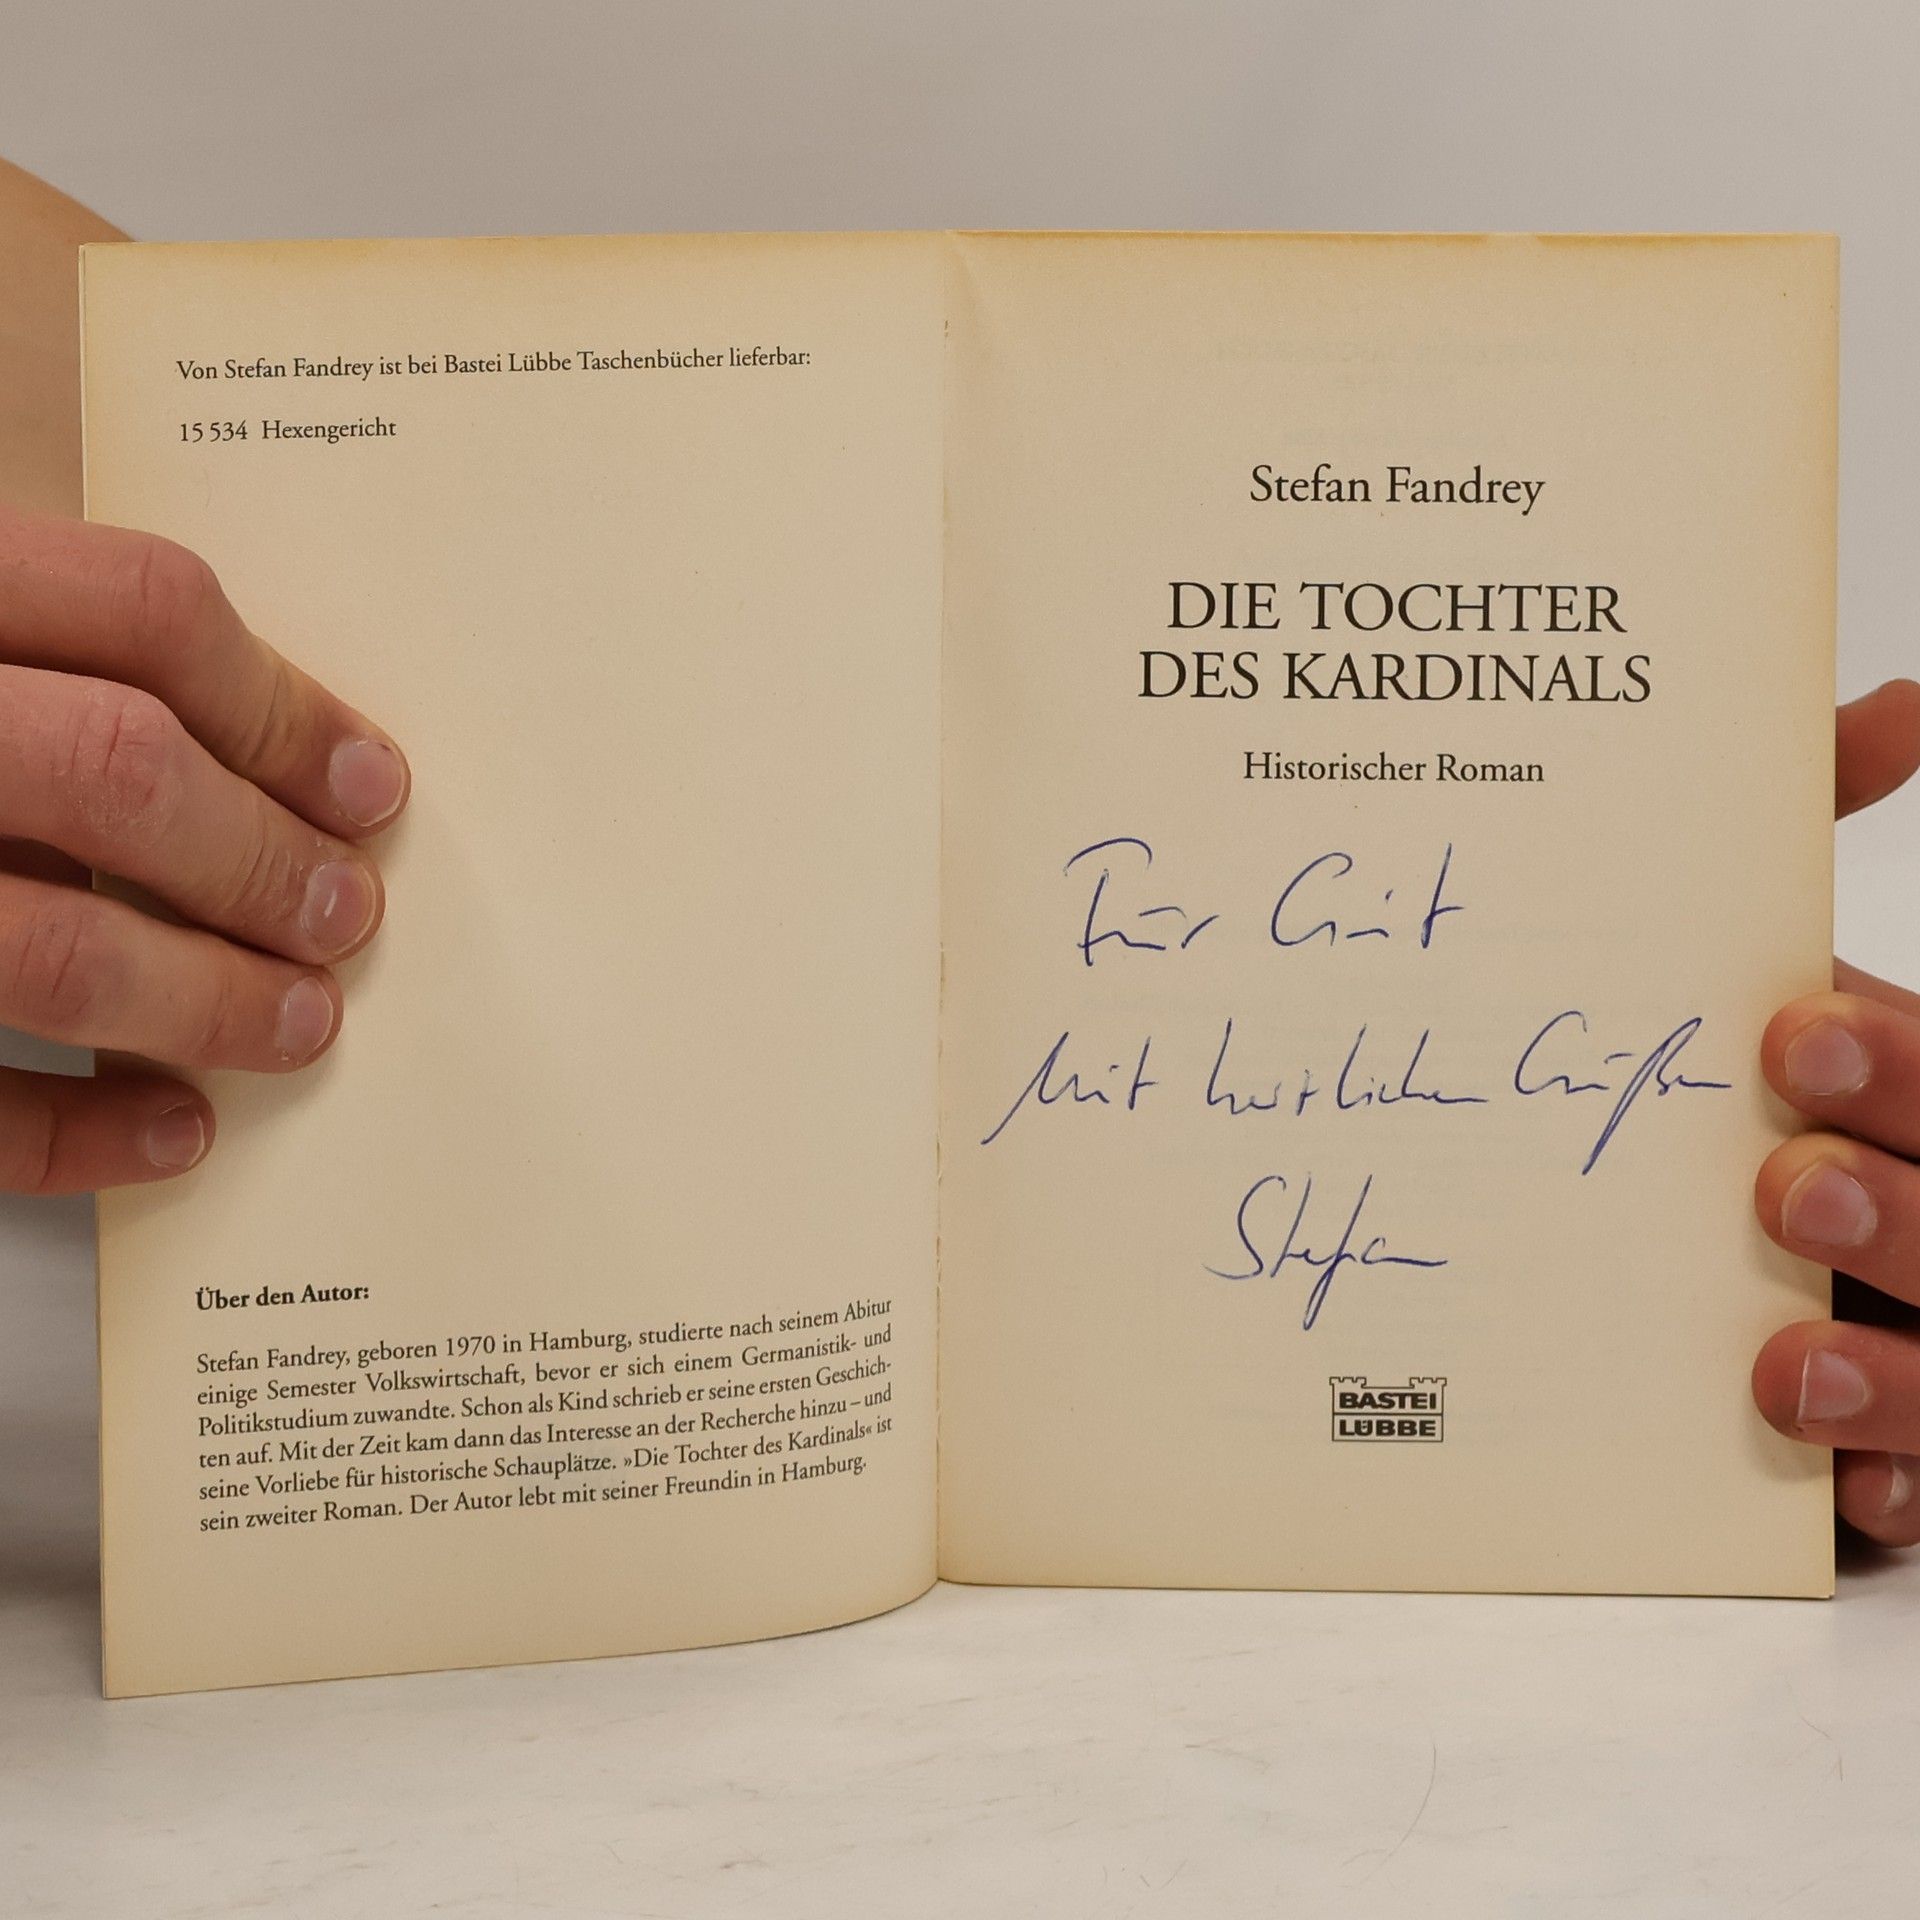 Von Stefan Fandrey ist bei Bastei Lübbe Taschenbücher lieferbar:
15 534 Hexengericht
Über den Autor:
Stefan Fandrey, geboren 1970 in Hamburg, studierte nach seinem Abitur
einige Semester Volkswirtschaft, bevor er sich einem Germanistik- und
Politikstudium zuwandte. Schon als Kind schrieb er seine ersten Geschich-
ten auf. Mit der Zeit kam dann das Interesse an der Recherche hinzu – und
seine Vorliebe für historische Schauplätze. »Die Tochter des Kardinals« ist
sein zweiter Roman. Der Autor lebt mit seiner Freundin in Hamburg.
Stefan Fandrey
DIE TOCHTER
DES KARDINALS
Historischer Roman
Für
Mit herzlichen Grüßen
Stefan
BASTEI
LÜBBE